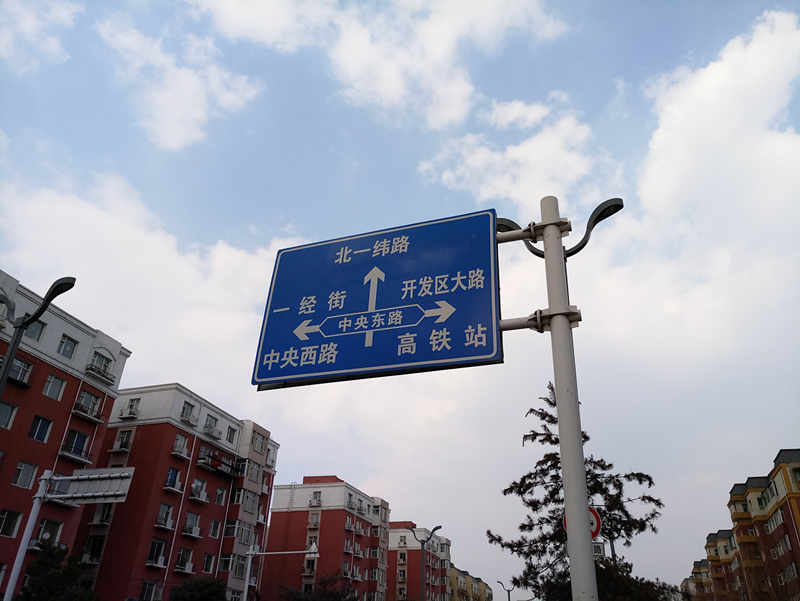 北一纬路
一经街
开发区大路
中央东路
中央西路
高铁站